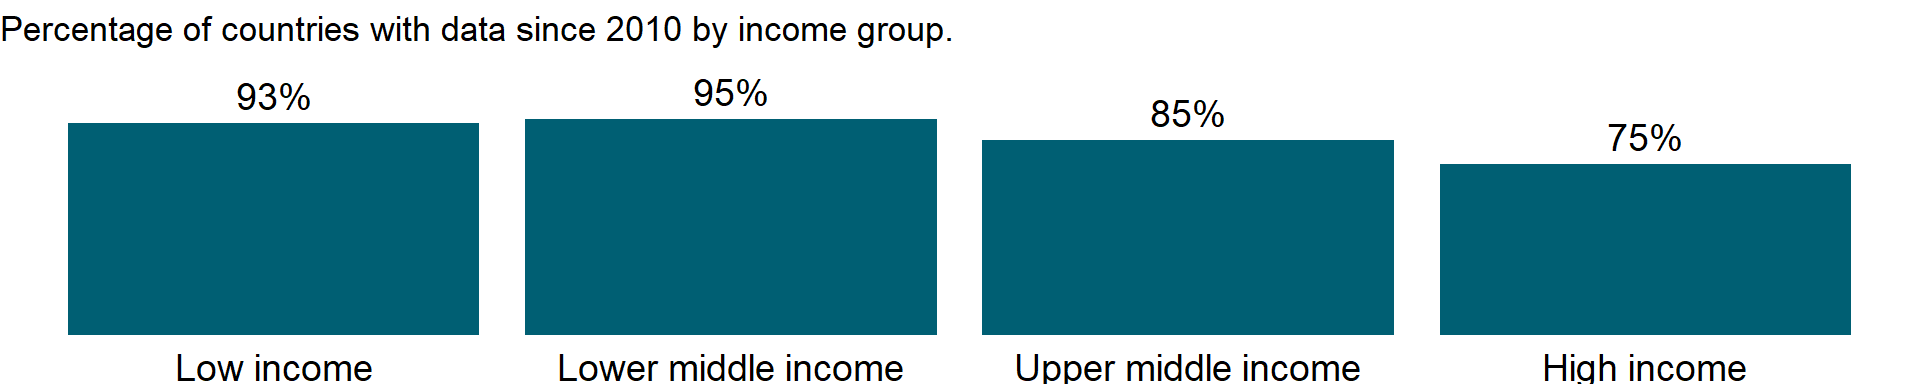 Percentage of countries with data since 2010 by income group.
93%
95%
85%
75%
Low income
Lower middle income
Upper middle income
High income